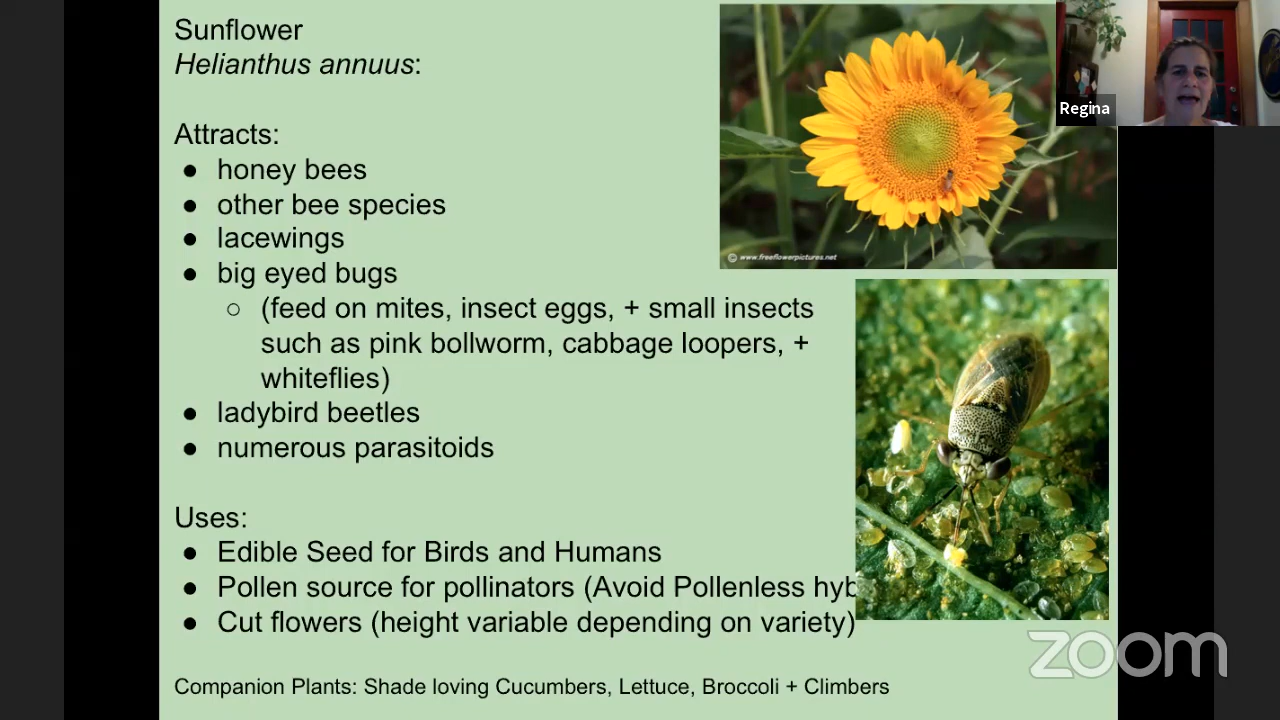 Sunflower
Helianthus annuus:
Attracts:
● honey bees
● other bee species
● lacewings
● big eyed bugs
○ (feed on mites, insect eggs, + small insects
such as pink bollworm, cabbage loopers, +
whiteflies)
● ladybird beetles
● numerous parasitoids
Uses:
● Edible Seed for Birds and Humans
● Pollen source for pollinators (Avoid Pollenless hyb
● Cut flowers (height variable depending on variety)
Companion Plants: Shade loving Cucumbers, Lettuce, Broccoli + Climbers
© www.freeflowerpictures.net
Regina
zoom